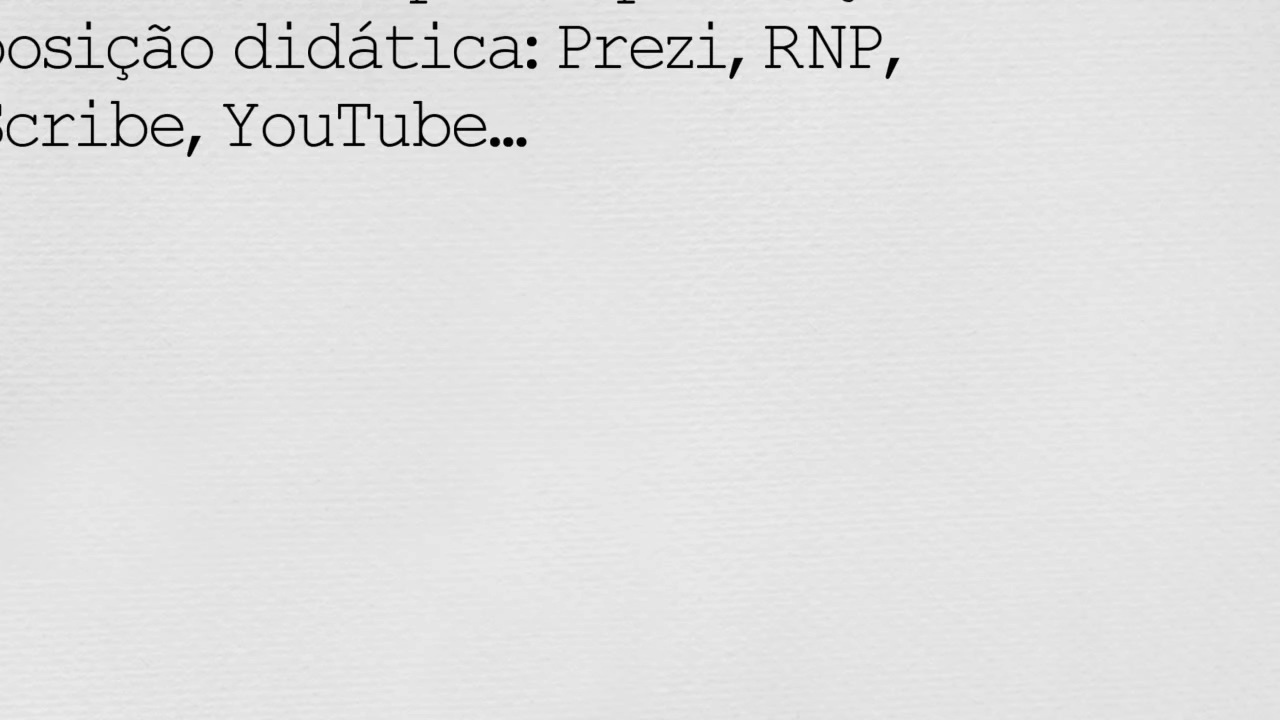 posição didática: Prezi, RNP,
Scribe, YouTube…